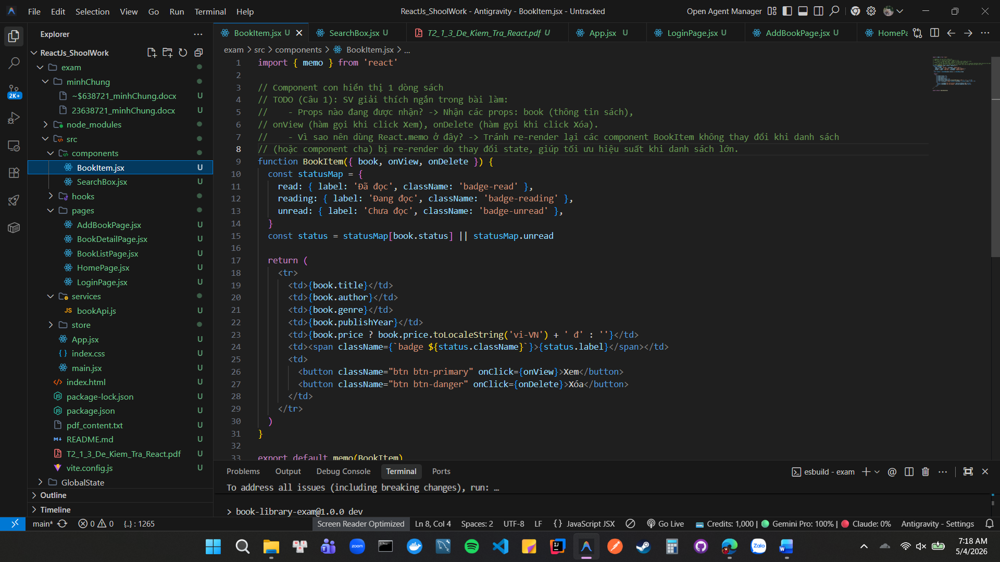 File Edit Selection View Go Run Terminal Help
ReactJs_ShoolWork - Antigravity - BookItem.jsx - Untracked
Open Agent Manager
Explorer
ReactJs_ShoolWork
exam
minhChung
~$638721_minhChung.docx U
23638721_minhChung.docx U
node_modules
src
components
BookItem.jsx U
SearchBox.jsx U
hooks
pages
AddBookPage.jsx U
BookDetailPage.jsx U
BookListPage.jsx U
HomePage.jsx U
LoginPage.jsx U
services
JS bookApi.js U
store
App.jsx U
{} index.css U
main.jsx U
<> index.html U
package-lock.json U
package.json U
pdf_content.txt U
README.md U
T2_1_3_De_Kiem_Tra_React.pdf U
vite.config.js U
GlobalState
Outline
Timeline
2K+
BookItem.jsx U
SearchBox.jsx U
T2_1_3_De_Kiem_Tra_React.pdf U
App.jsx U
LoginPage.jsx U
AddBookPage.jsx U
HomePa
exam > src > components > BookItem.jsx > ...
1 import { memo } from 'react'
2
3 // Component con hiển thị 1 dòng sách
4 // TODO (Câu 1): SV giải thích ngắn trong bài làm:
5 //    - Props nào đang được nhận? -> Nhận các props: book (thông tin sách),
6 // onView (hàm gọi khi click Xem), onDelete (hàm gọi khi click Xóa).
7 //    - Vì sao nên dùng React.memo ở đây? -> Tránh re-render lại các component BookItem không thay đổi khi danh sách
8 // (hoặc component cha) bị re-render do thay đổi state, giúp tối ưu hiệu suất khi danh sách lớn.
9 function BookItem({ book, onView, onDelete }) {
10   const statusMap = {
11     read: { label: 'Đã đọc', className: 'badge-read' },
12     reading: { label: 'Đang đọc', className: 'badge-reading' },
13     unread: { label: 'Chưa đọc', className: 'badge-unread' },
14   }
15   const status = statusMap[book.status] || statusMap.unread
16
17   return (
18     <tr>
19       <td>{book.title}</td>
20       <td>{book.author}</td>
21       <td>{book.genre}</td>
22       <td>{book.publishYear}</td>
23       <td>{book.price ? book.price.toLocaleString('vi-VN') + ' đ' : ''}</td>
24       <td><span className={`badge ${status.className}`}>{status.label}</span></td>
25       <td>
26         <button className="btn btn-primary" onClick={onView}>Xem</button>
27         <button className="btn btn-danger" onClick={onDelete}>Xóa</button>
28       </td>
29     </tr>
30   )
31 }
32
33 export default memo(BookItem)
Problems Output Debug Console Terminal Ports
esbuild - exam
To address all issues (including breaking changes), run: …
> book-library-exam@1.0.0 dev
main* 0 0 {..} : 1265
Screen Reader Optimized Ln 8, Col 4 Spaces: 2 UTF-8 LF {} JavaScript JSX Go Live Credits: 1,000 | Gemini Pro: 100% | Claude: 0% Antigravity - Settings
zoom
Zalo
7:18 AM
5/4/2026